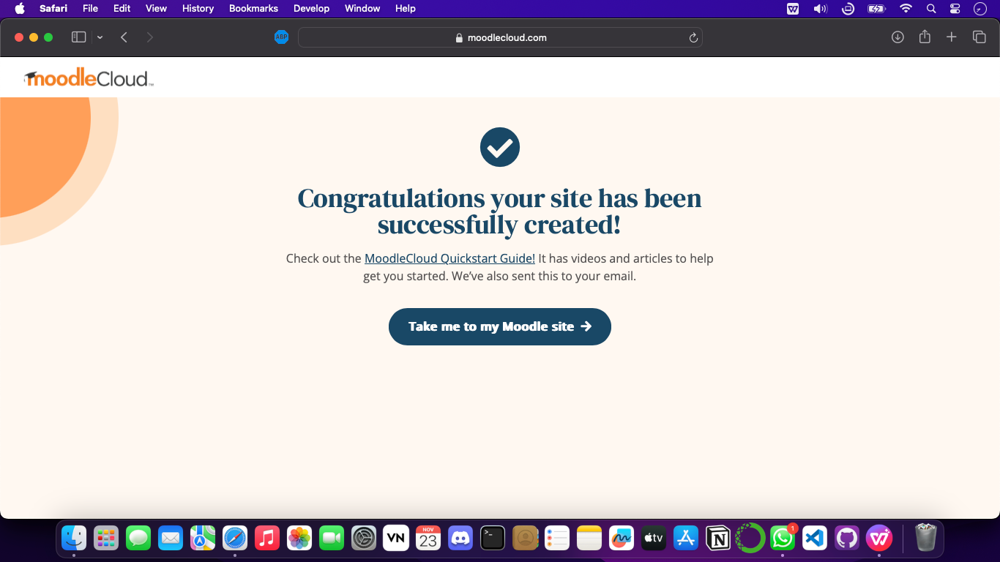 Safari File Edit View History Bookmarks Develop Window Help
ABP moodlecloud.com
moodleCloud™
Congratulations your site has been
successfully created!
Check out the MoodleCloud Quickstart Guide! It has videos and articles to help
get you started. We’ve also sent this to your email.
Take me to my Moodle site →
VN
NOV
23
tv
1